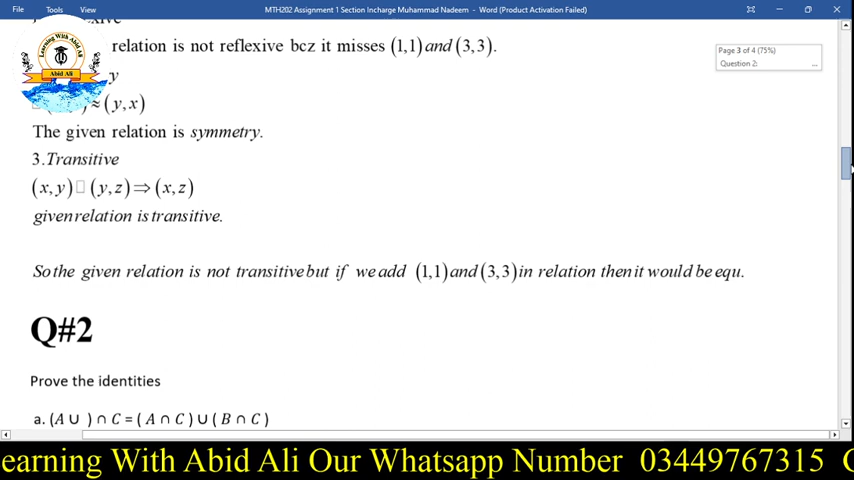 File Tools View MTH202 Assignment 1 Section Incharge Muhammad Nadeem - Word (Product Activation Failed)
relation is not reflexive bcz it misses (1,1) and (3,3).
Page 3 of 4 (75%)
Question 2: ...
Learning With Abid Ali
Abid Ali
y
≈ (y,x)
The given relation is symmetry.
3.Transitive
(x,y) □ (y,z) ⇒ (x,z)
given relation is transitive.
So the given relation is not transitive but if we add (1,1) and (3,3) in relation then it would be equ.
Q#2
Prove the identities
a. (A ∪ ) ∩ C = ( A ∩ C ) ∪ ( B ∩ C )
earning With Abid Ali Our Whatsapp Number 03449767315